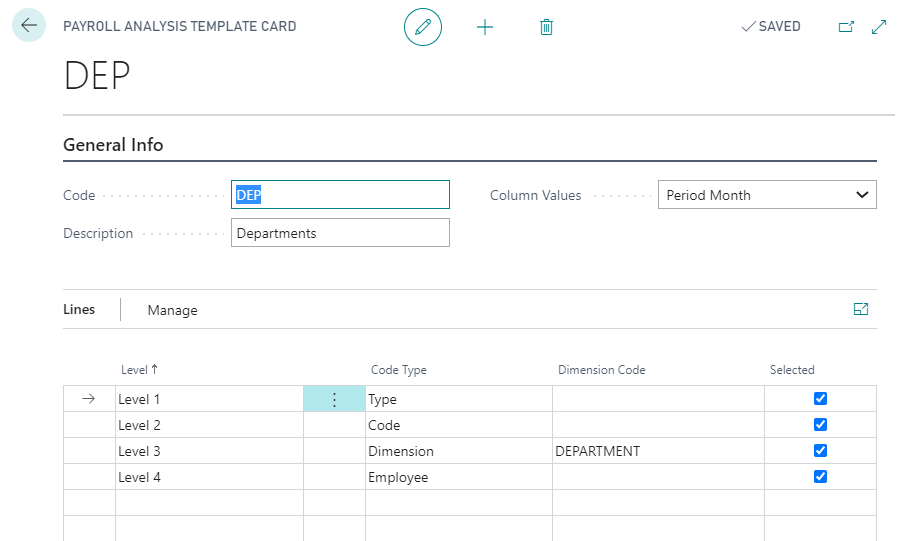 PAYROLL ANALYSIS TEMPLATE CARD
SAVED
DEP
General Info
Code DEP Column Values Period Month
Description Departments
Lines Manage
Level ↑ Code Type Dimension Code Selected
Level 1 Type
Level 2 Code
Level 3 Dimension DEPARTMENT
Level 4 Employee